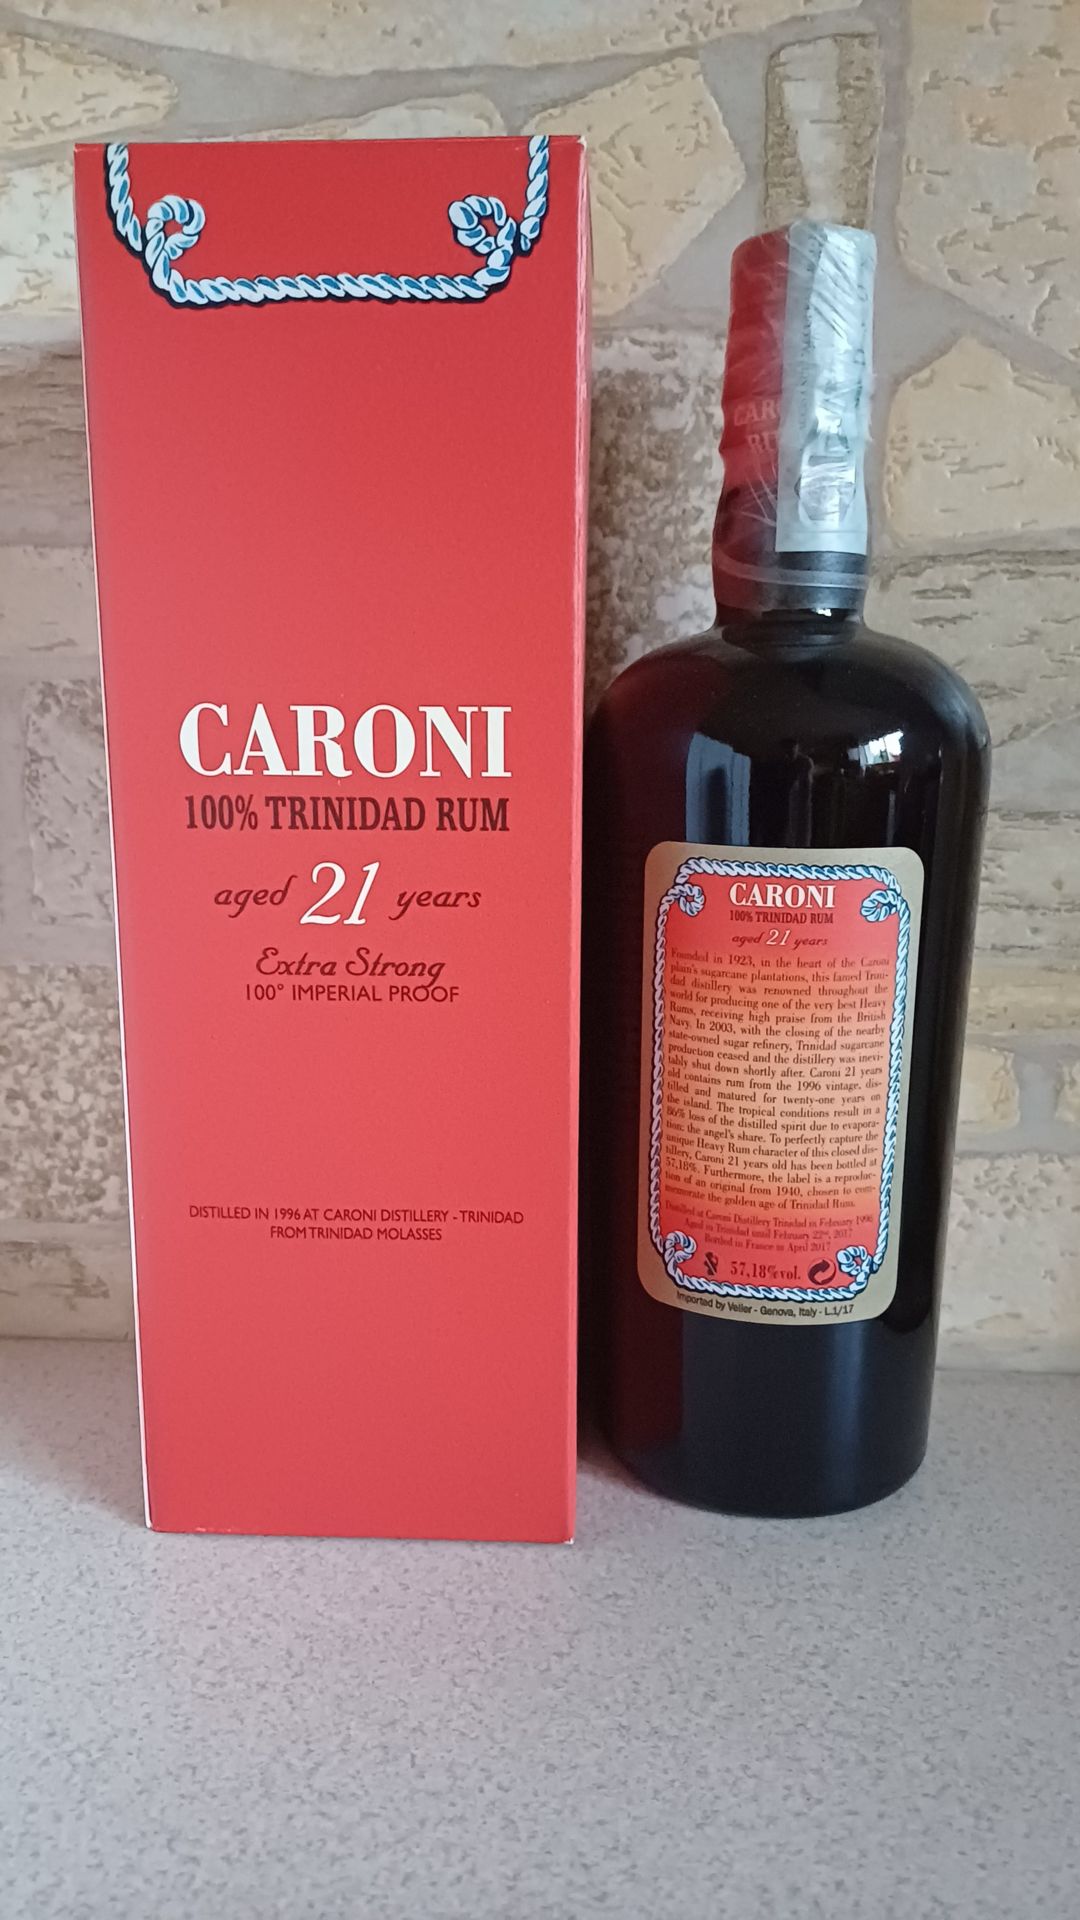 CARONI
100% TRINIDAD RUM
aged 21 years
Extra Strong
100° IMPERIAL PROOF
DISTILLED IN 1996 AT CARONI DISTILLERY - TRINIDAD
FROM TRINIDAD MOLASSES
CARONI
100% TRINIDAD RUM
aged 21 years
Founded in 1923, in the heart of the Caroni
plain's sugarcane plantations, this famed Trini-
dad distillery was renowned throughout the
world for producing one of the very best Heavy
Rums, receiving high praise from the British
Navy. In 2003, with the closing of the nearby
state-owned sugar refinery, Trinidad sugarcane
production ceased and the distillery was inevi-
tably shut down shortly after. Caroni 21 years
old contains rum from the 1996 vintage, dis-
tilled and matured for twenty-one years on
the island. The tropical conditions result in a
86% loss of the distilled spirit due to evapora-
tion: the angel's share. To perfectly capture the
unique Heavy Rum character of this closed dis-
tillery, Caroni 21 years old has been bottled at
57,18%. Furthermore, the label is a reproduc-
tion of an original from 1940, chosen to com-
memorate the golden age of Trinidad Rum.
Distilled at Caroni Distillery Trinidad in February 1996
Aged in Trinidad until February 22nd, 2017
Bottled in France in April 2017
57,18%vol.
Imported by Velier - Genova, Italy - L.1/17